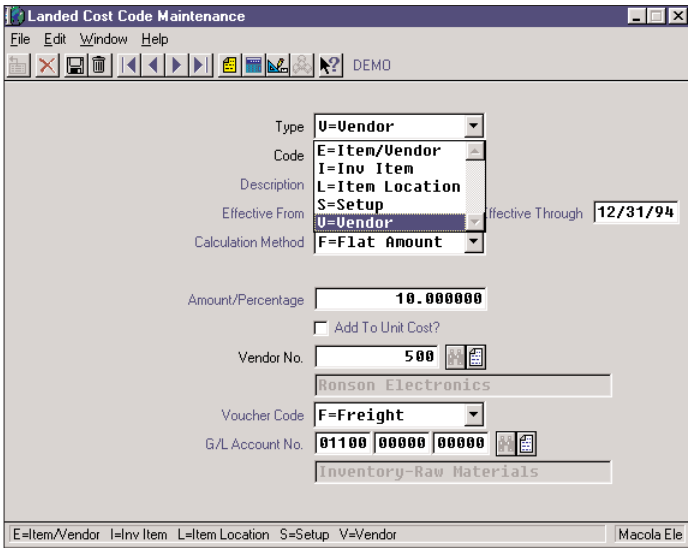 Landed Cost Code Maintenance
File Edit Window Help
DEMO
Type V=Vendor
Code E=Item/Vendor
I=Inv Item
Description L=Item Location
S=Setup
Effective From V=Vendor ffective Through 12/31/94
Calculation Method F=Flat Amount
Amount/Percentage 10.000000
Add To Unit Cost?
Vendor No. 500
Ronson Electronics
Voucher Code F=Freight
G/L Account No. 01100 00000 00000
Inventory-Raw Materials
E=Item/Vendor I=Inv Item L=Item Location S=Setup V=Vendor Macola Ele